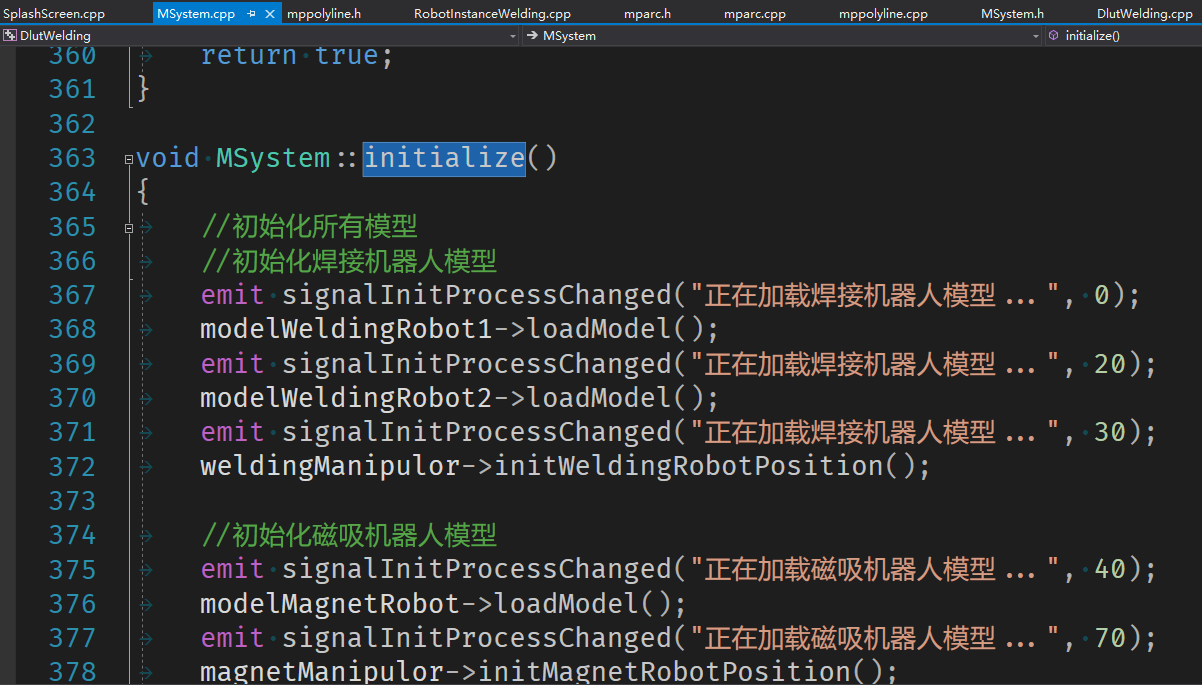 SplashScreen.cpp MSystem.cpp mppolyline.h RobotInstanceWelding.cpp mparc.h mparc.cpp mppolyline.cpp MSystem.h DlutWelding.cpp
DlutWelding MSystem initialize()
360 return true;
361 }
362
363 void MSystem::initialize()
364 {
365 //初始化所有模型
366 //初始化焊接机器人模型
367 emit signalInitProcessChanged("正在加载焊接机器人模型...", 0);
368 modelWeldingRobot1->loadModel();
369 emit signalInitProcessChanged("正在加载焊接机器人模型...", 20);
370 modelWeldingRobot2->loadModel();
371 emit signalInitProcessChanged("正在加载焊接机器人模型...", 30);
372 weldingManipulor->initWeldingRobotPosition();
373
374 //初始化磁吸机器人模型
375 emit signalInitProcessChanged("正在加载磁吸机器人模型...", 40);
376 modelMagnetRobot->loadModel();
377 emit signalInitProcessChanged("正在加载磁吸机器人模型...", 70);
378 magnetManipulor->initMagnetRobotPosition();